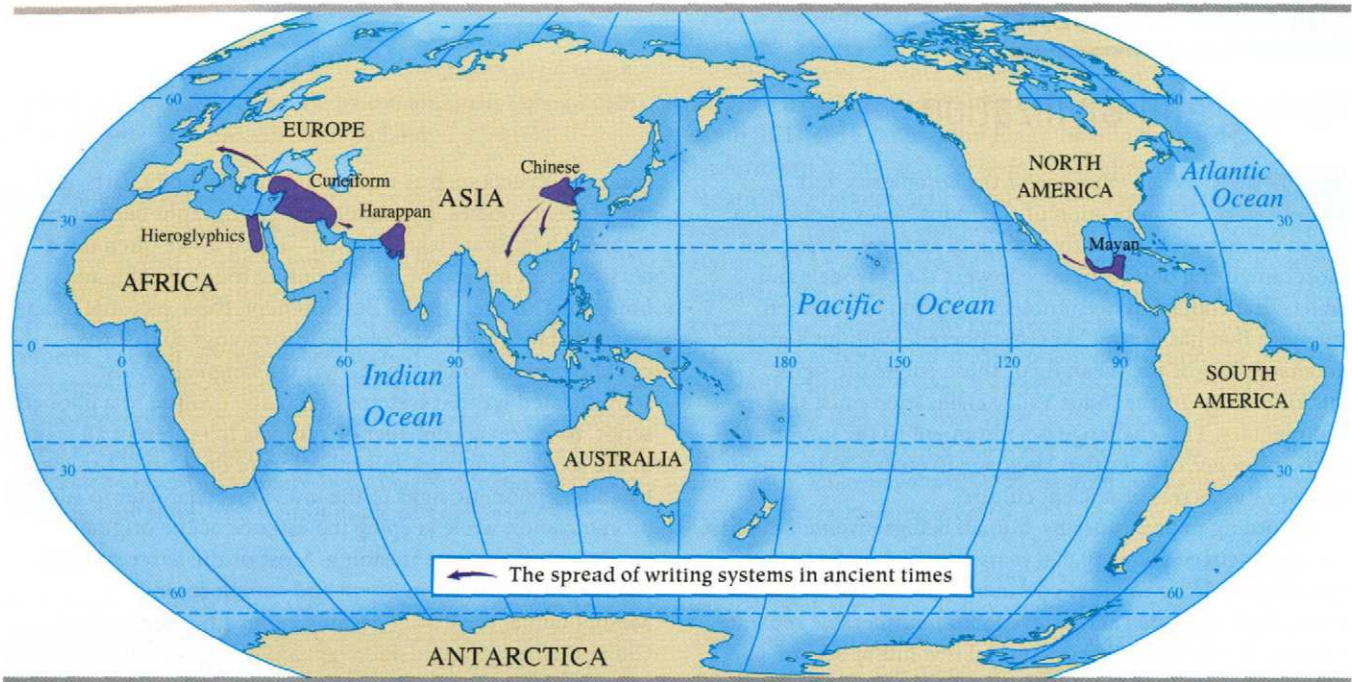 60
60
EUROPE
NORTH
AMERICA
Atlantic
Ocean
Chinese
Cuneiform
ASIA
Harappan
30
30
Hieroglyphics
Mayan
AFRICA
Pacific Ocean
0
0
60
90
180
150
120
90
0
Indian
Ocean
SOUTH
AMERICA
AUSTRALIA
30
30
The spread of writing systems in ancient times
60
60
ANTARCTICA